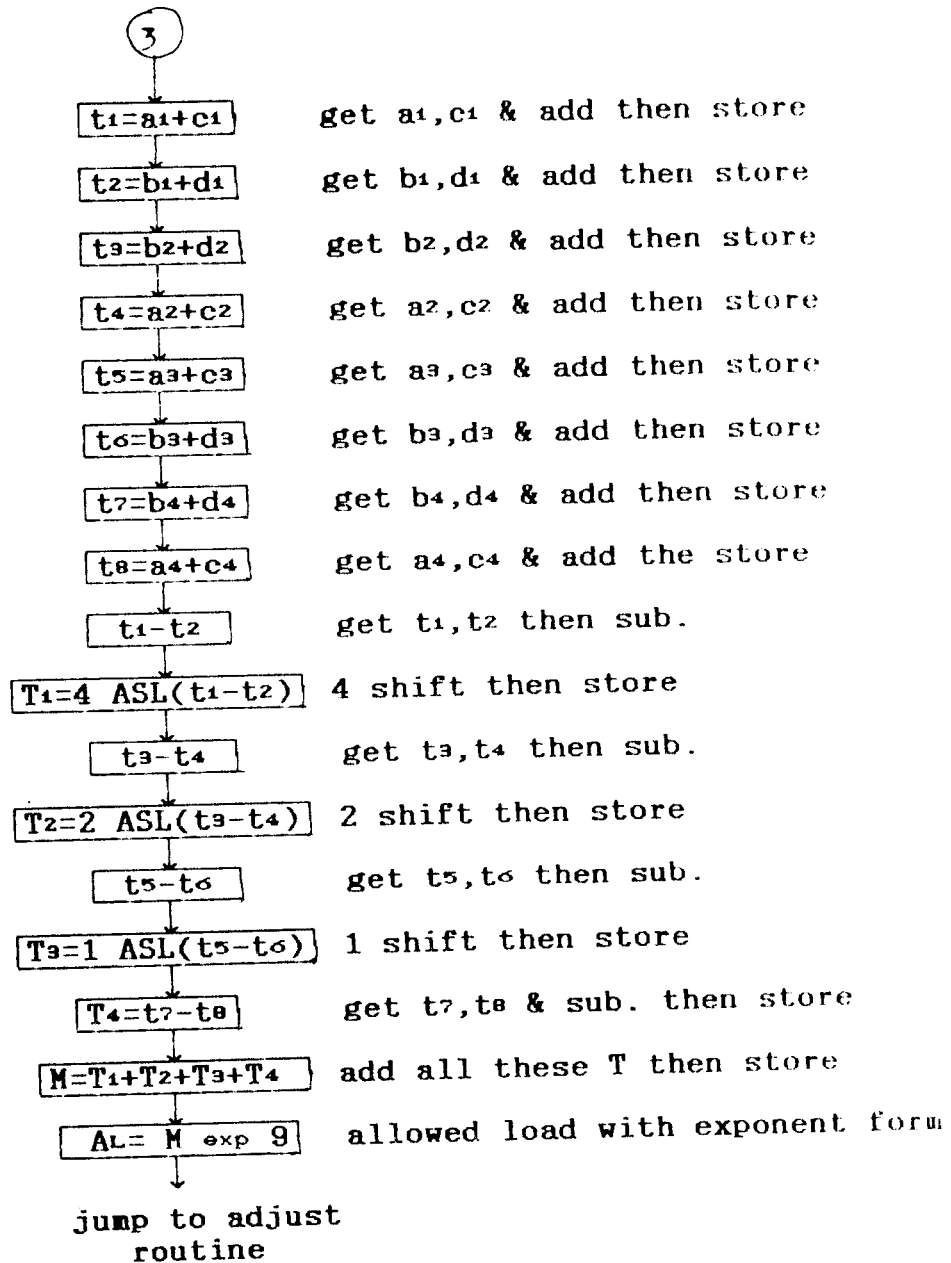 3
t1=a1+c1 get a1,c1 & add then store
t2=b1+d1 get b1,d1 & add then store
t3=b2+d2 get b2,d2 & add then store
t4=a2+c2 get a2,c2 & add then store
t5=a3+c3 get a3,c3 & add then store
t6=b3+d3 get b3,d3 & add then store
t7=b4+d4 get b4,d4 & add then store
t8=a4+c4 get a4,c4 & add the store
t1-t2 get t1,t2 then sub.
T1=4 ASL(t1-t2) 4 shift then store
t3-t4 get t3,t4 then sub.
T2=2 ASL(t3-t4) 2 shift then store
t5-t6 get t5,t6 then sub.
T3=1 ASL(t5-t6) 1 shift then store
T4=t7-t8 get t7,t8 & sub. then store
M=T1+T2+T3+T4 add all these T then store
AL= M exp 9 allowed load with exponent form
jump to adjust
routine